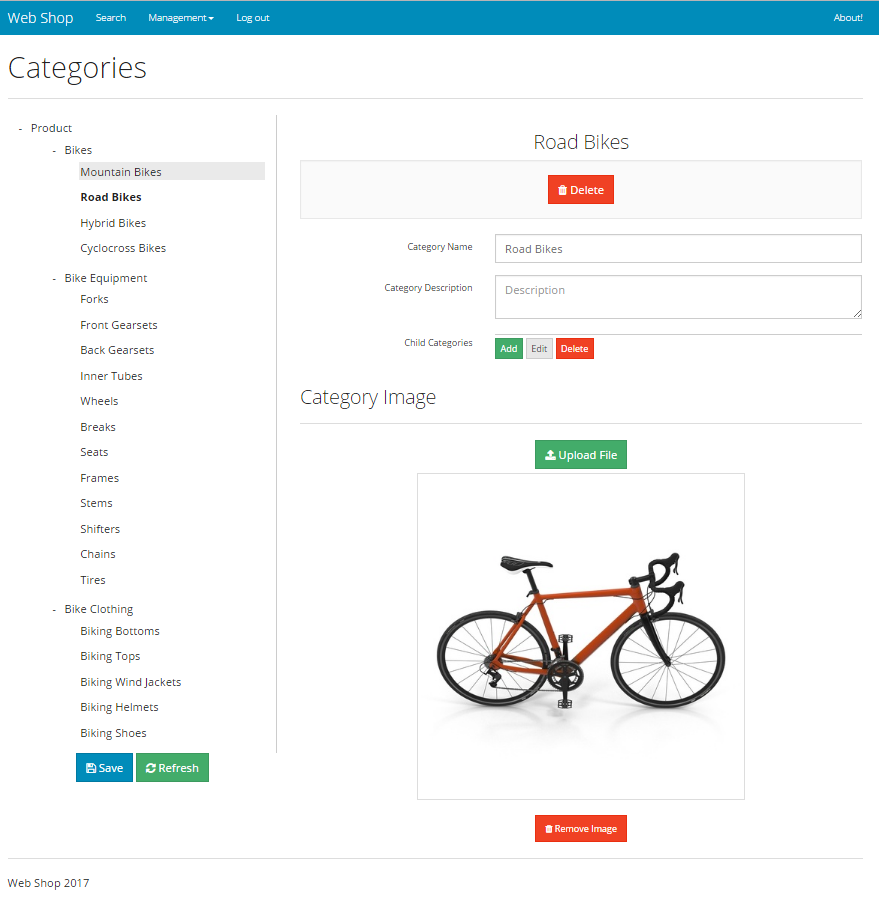 Web Shop Search Management Log out About!
Categories
- Product
- Bikes
Mountain Bikes
Road Bikes
Hybrid Bikes
Cyclocross Bikes
- Bike Equipment
Forks
Front Gearsets
Back Gearsets
Inner Tubes
Wheels
Breaks
Seats
Frames
Stems
Shifters
Chains
Tires
- Bike Clothing
Biking Bottoms
Biking Tops
Biking Wind Jackets
Biking Helmets
Biking Shoes
Save Refresh
Road Bikes
Delete
Category Name Road Bikes
Category Description Description
Child Categories Add Edit Delete
Category Image
Upload File
Remove Image
Web Shop 2017